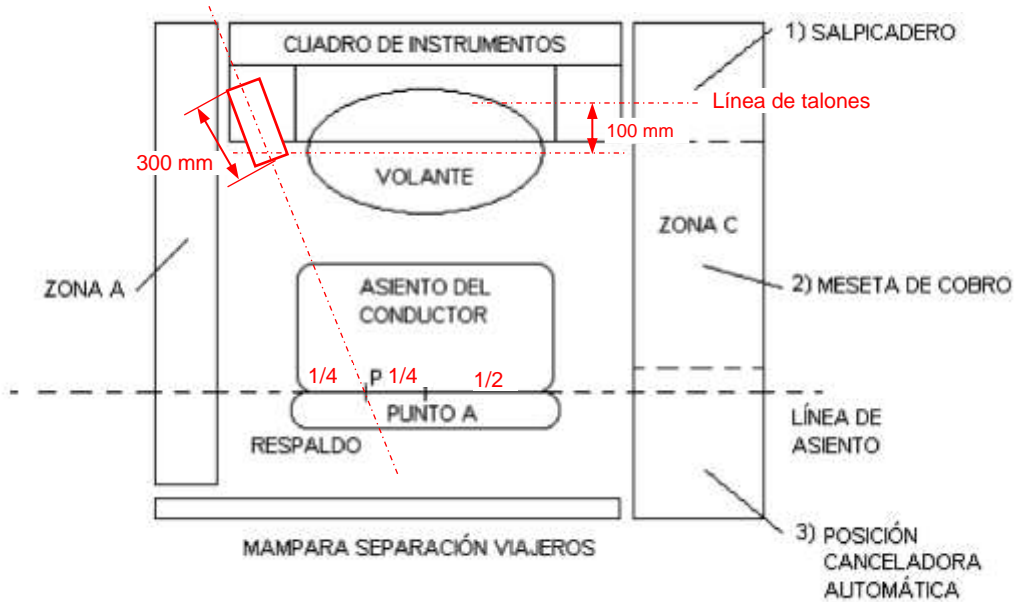 CUADRO DE INSTRUMENTOS
1) SALPICADERO
Línea de talones
100 mm
300 mm
VOLANTE
ZONA C
ZONA A
ASIENTO DEL
CONDUCTOR
2) MESETA DE COBRO
1/4 P 1/4 1/2
PUNTO A
LÍNEA DE
ASIENTO
RESPALDO
3) POSICIÓN
CANCELADORA
AUTOMÁTICA
MAMPARA SEPARACIÓN VIAJEROS